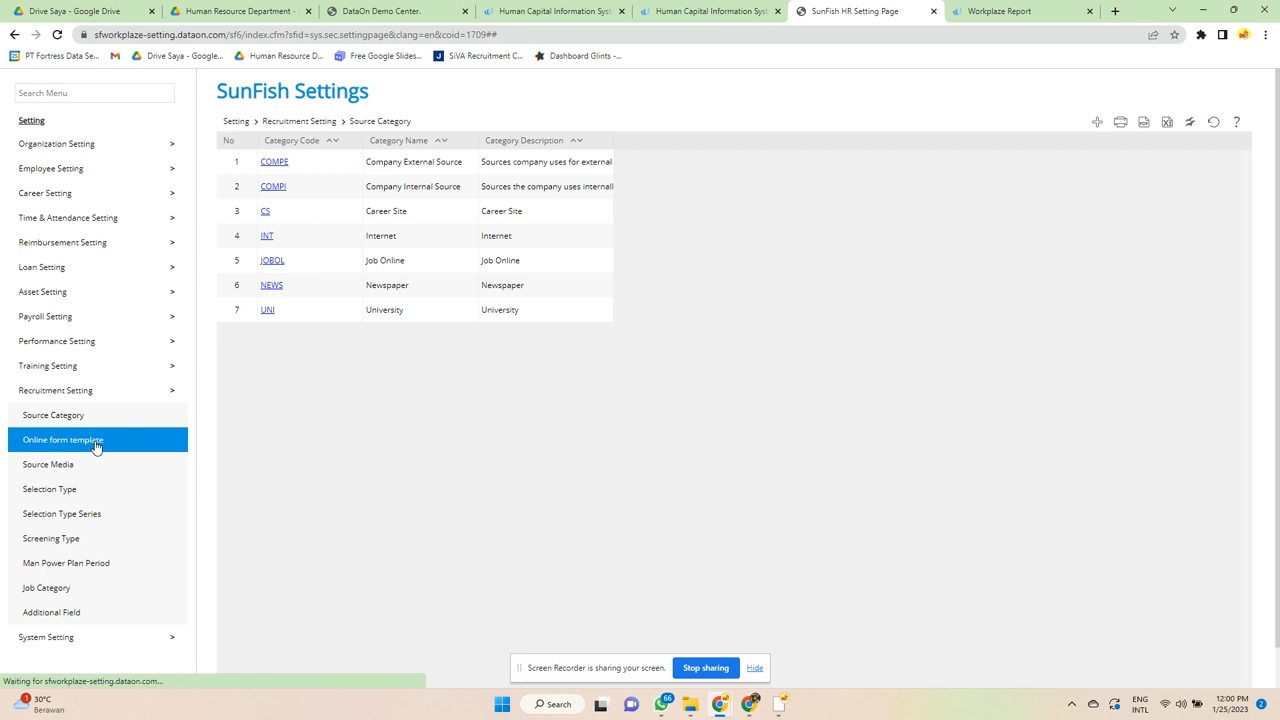 Drive Saya - Google Drive
Human Resource Department -
DataOn Demo Center.
Human Capital Information Syst
Human Capital Information Syst
SunFish HR Setting Page
Workplaze Report
sfworkplaze-setting.dataon.com/sf6/index.cfm?sfid=sys.sec.settingpage&clang=en&coid=1709##
PT Fortress Data Se...
Drive Saya - Google...
Human Resource D...
Free Google Slides...
SiVA Recruitment C...
Dashboard Glints –...
Search Menu
SunFish Settings
Setting
Setting > Recruitment Setting > Source Category
Organization Setting >
Employee Setting >
Career Setting >
Time & Attendance Setting >
Reimbursement Setting >
Loan Setting >
Asset Setting >
Payroll Setting >
Performance Setting >
Training Setting >
Recruitment Setting >
Source Category
Online form template
Source Media
Selection Type
Selection Type Series
Screening Type
Man Power Plan Period
Job Category
Additional Field
System Setting >
No Category Code Category Name Category Description
1 COMPE Company External Source Sources company uses for external
2 COMPI Company Internal Source Sources the company uses internall
3 CS Career Site Career Site
4 INT Internet Internet
5 JOBOL Job Online Job Online
6 NEWS Newspaper Newspaper
7 UNI University University
Screen Recorder is sharing your screen. Stop sharing Hide
Waiting for sfworkplaze-setting.dataon.com...
1
30°C
Berawan
Search
66
ENG
INTL
12:00 PM
1/25/2023
2